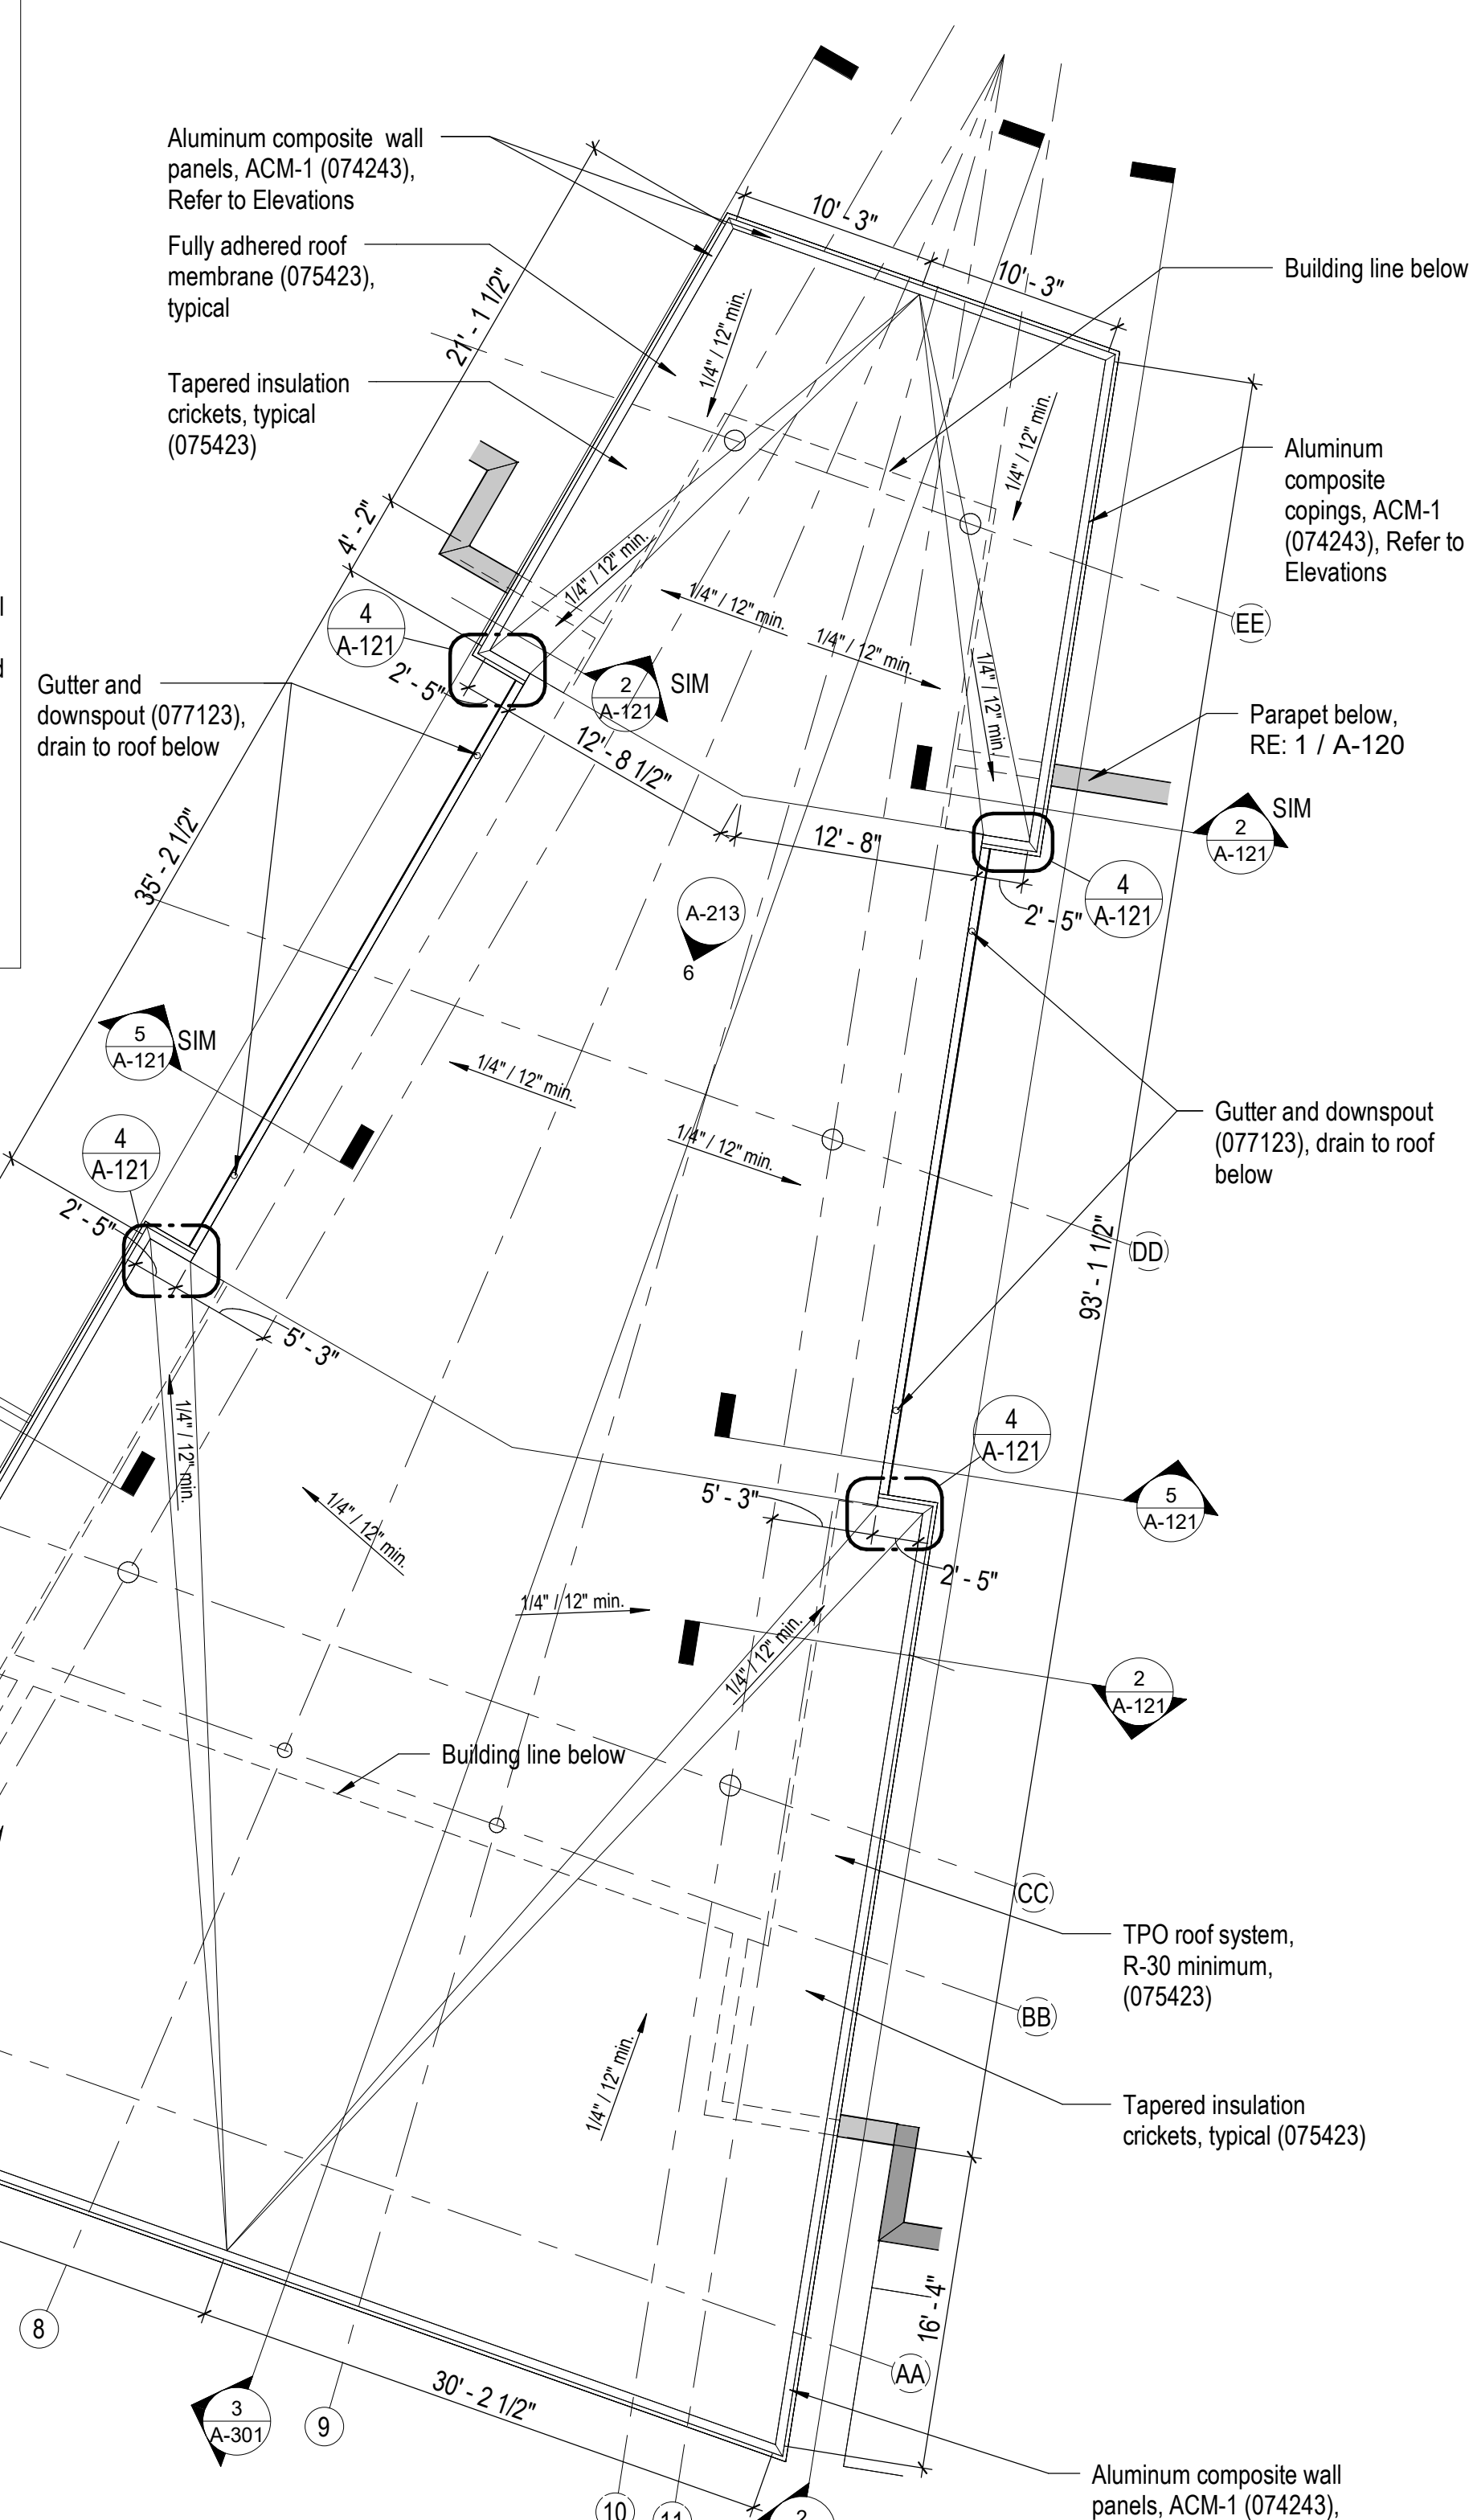 Aluminum composite wall
panels, ACM-1 (074243),
Refer to Elevations
Fully adhered roof
membrane (075423),
typical
Tapered insulation
crickets, typical
(075423)
10' - 3"
10' - 3"
Building line below
21' - 1 1/2"
1/4" / 12" min.
1/4" / 12" min.
Aluminum
composite
copings, ACM-1
(074243), Refer to
Elevations
4' - 2"
1/4" / 12" min.
1/4" / 12" min.
1/4" / 12" min.
EE
4
A-121
l
d
2' - 5"
2
A-121
SIM
1/4" / 12" min.
Gutter and
downspout (077123),
drain to roof below
Parapet below,
RE: 1 / A-120
12' - 8 1/2"
12' - 8"
2
A-121
SIM
35' - 2 1/2"
4
A-121
2' - 5"
A-213
6
5
A-121
SIM
1/4" / 12" min.
1/4" / 12" min.
Gutter and downspout
(077123), drain to roof
below
4
A-121
2' - 5"
DD
93' - 1 1/2"
5' - 3"
1/4" / 12" min.
4
A-121
5' - 3"
5
A-121
1/4" / 12" min.
2' - 5"
1/4" / 12" min.
1/4" / 12" min.
2
A-121
Building line below
CC
TPO roof system,
R-30 minimum,
(075423)
BB
1/4" / 12" min.
Tapered insulation
crickets, typical (075423)
16' - 4"
8
AA
30' - 2 1/2"
3
A-301
9
Aluminum composite wall
panels, ACM-1 (074243),
10
11
2